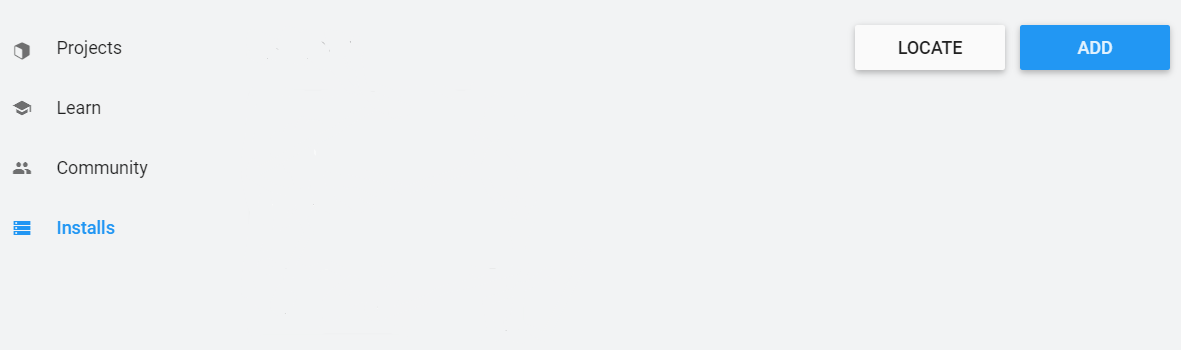 Projects
LOCATE
ADD
Learn
Community
Installs